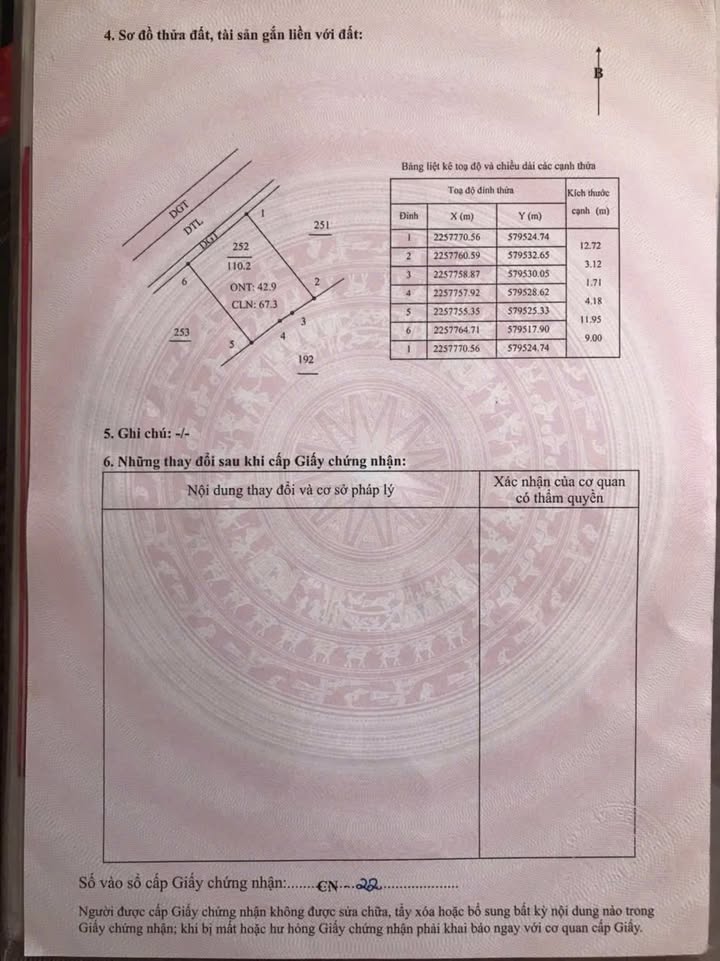 4. Sơ đồ thửa đất, tài sản gắn liền với đất:
B
DGT
DTL
DGT
1
251
252
110.2
ONT: 42.9
CLN: 67.3
6
2
3
4
5
253
192
Bảng liệt kê toạ độ và chiều dài các cạnh thửa
Toạ độ đỉnh thửa Kích thước cạnh (m)
Đỉnh X (m) Y (m)
1 2257770.56 579524.74
12.72
2 2257760.59 579532.65
3.12
3 2257758.87 579530.05
1.71
4 2257757.92 579528.62
4.18
5 2257755.35 579525.33
11.95
6 2257764.71 579517.90
9.00
1 2257770.56 579524.74
5. Ghi chú: -/-
6. Những thay đổi sau khi cấp Giấy chứng nhận:
Nội dung thay đổi và cơ sở pháp lý Xác nhận của cơ quan có thẩm quyền
Số vào sổ cấp Giấy chứng nhận:......CN - 22....................
Người được cấp Giấy chứng nhận không được sửa chữa, tẩy xóa hoặc bổ sung bất kỳ nội dung nào trong
Giấy chứng nhận; khi bị mất hoặc hư hỏng Giấy chứng nhận phải khai báo ngay với cơ quan cấp Giấy.